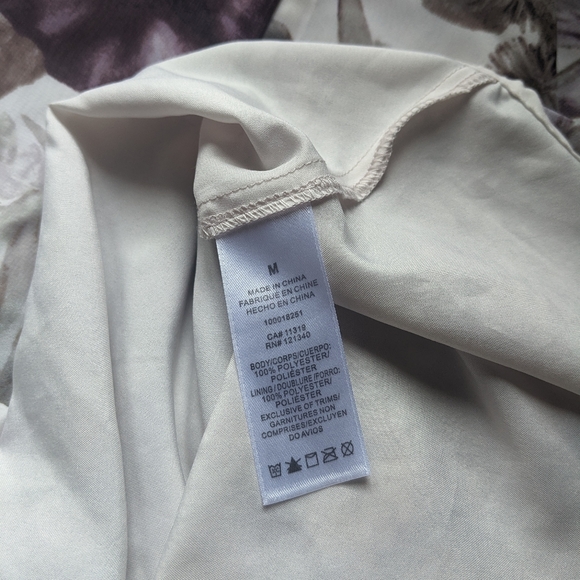 M
MADE IN CHINA
FABRIQUÉ EN CHINE
HECHO EN CHINA
100018251
CA# 11319
RN# 121340
BODY/CORPS/CUERPO:
100% POLYESTER/
POLIÉSTER
LINING/DOUBLURE/FORRO:
100% POLYESTER/
POLIÉSTER
EXCLUSIVE OF TRIMS/
GARNITURES NON
COMPRISES/EXCLUYEN
DO AVIOS